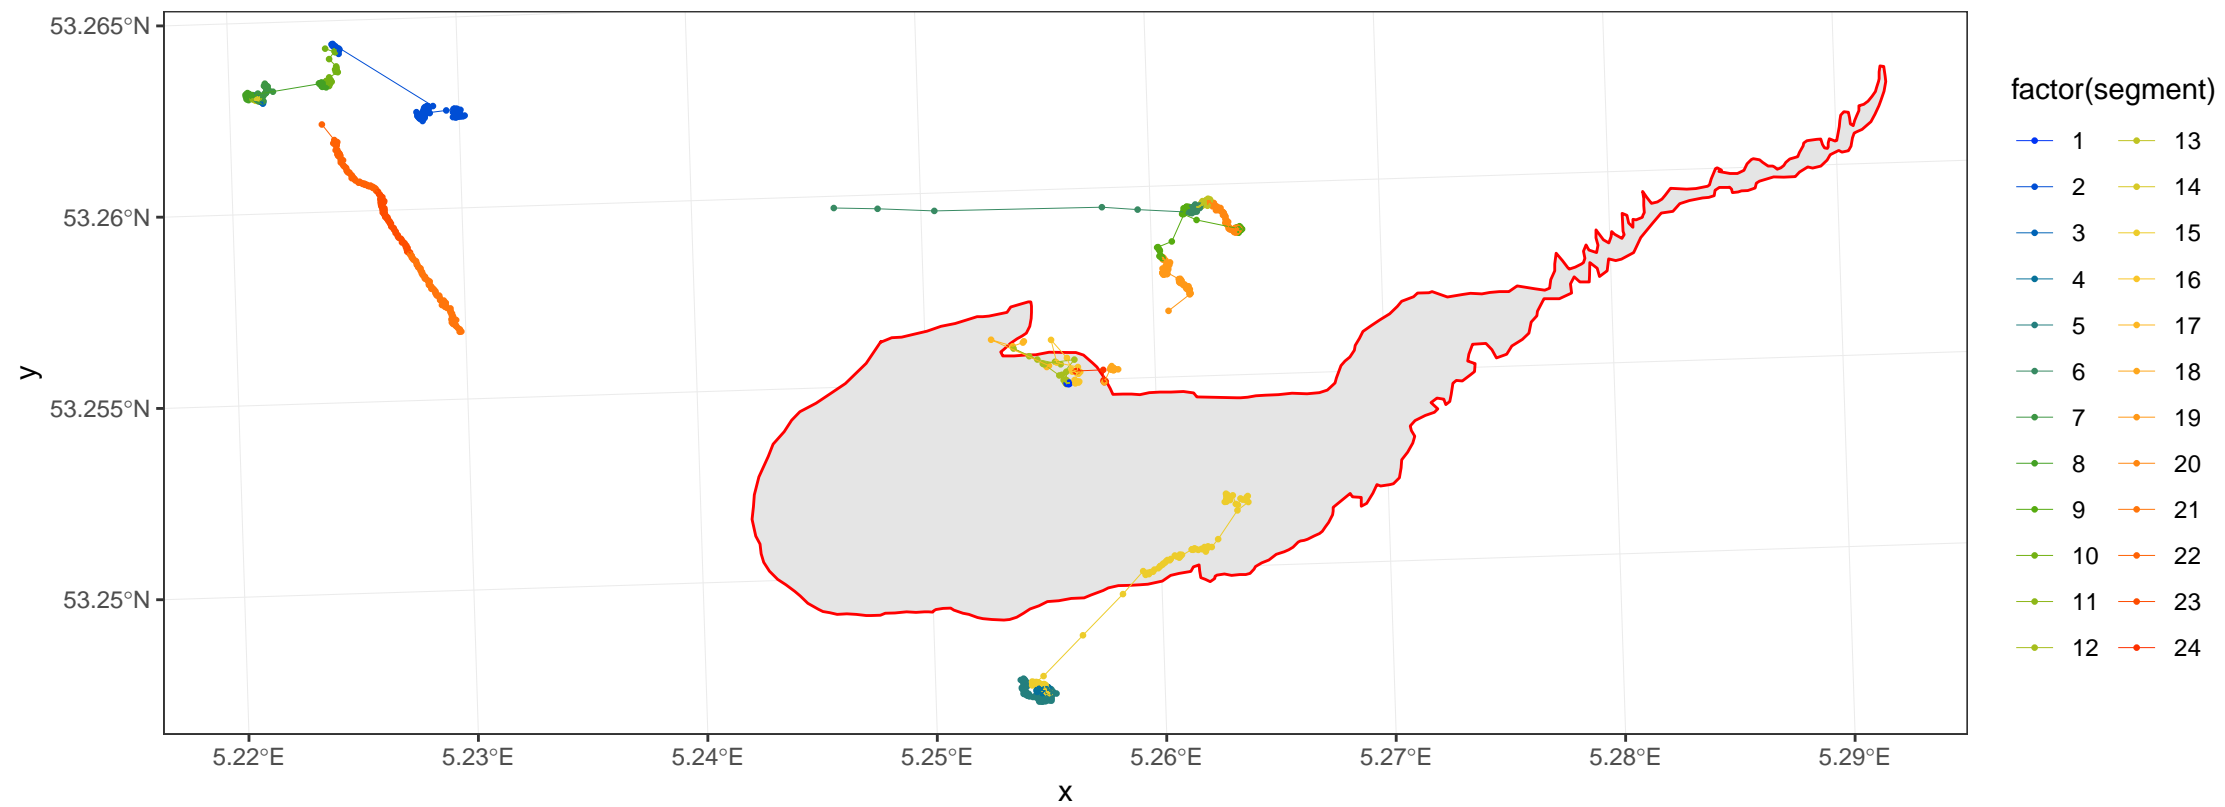 53.265°N
53.26°N
53.255°N
53.25°N
y
5.22°E 5.23°E 5.24°E 5.25°E 5.26°E 5.27°E 5.28°E 5.29°E
x
factor(segment)
1 13
2 14
3 15
4 16
5 17
6 18
7 19
8 20
9 21
10 22
11 23
12 24